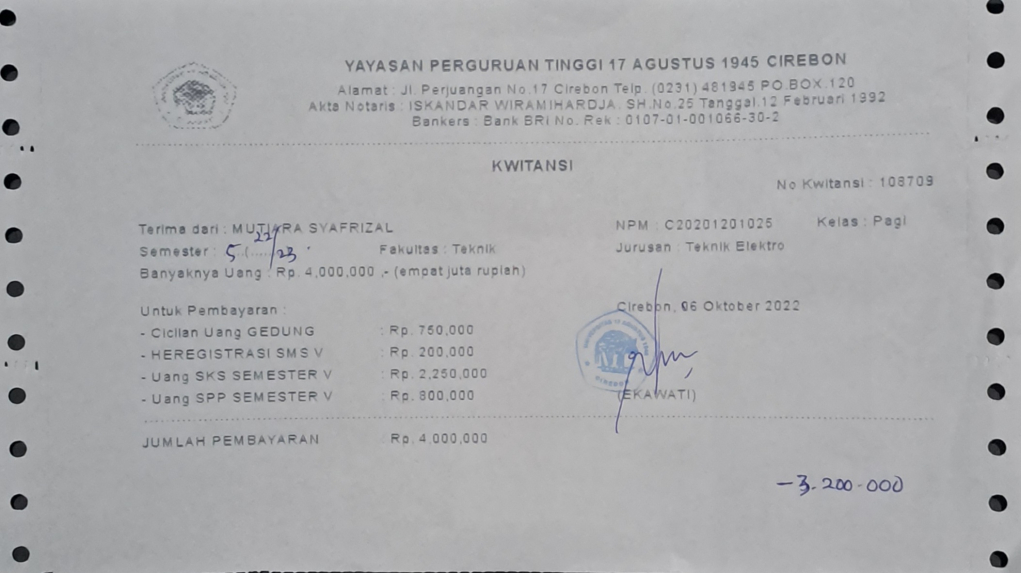 YAYASAN PERGURUAN TINGGI 17 AGUSTUS 1945 CIREBON
Alamat : Jl. Perjuangan No.17 Cirebon Telp. (0231) 481945 PO.BOX.120
Akta Notaris : ISKANDAR WIRAMIHARDJA, SH.No.25 Tanggal.12 Februari 1992
Bankers : Bank BRI No. Rek : 0107-01-001066-30-2
KWITANSI
No Kwitansi : 108709
Terima dari : MUTIARA SYAFRIZAL NPM : C20201201025 Kelas : Pagi
Semester : 5 (.22/23 Fakultas : Teknik Jurusan : Teknik Elektro
Banyaknya Uang : Rp. 4,000,000 ,- (empat juta rupiah)
Untuk Pembayaran : Cirebon, 06 Oktober 2022
- Cicilan Uang GEDUNG : Rp. 750,000
- HEREGISTRASI SMS V : Rp. 200,000
- Uang SKS SEMESTER V : Rp. 2,250,000
- Uang SPP SEMESTER V : Rp. 800,000 (EKAWATI)
JUMLAH PEMBAYARAN : Rp. 4,000,000
-3.200.000